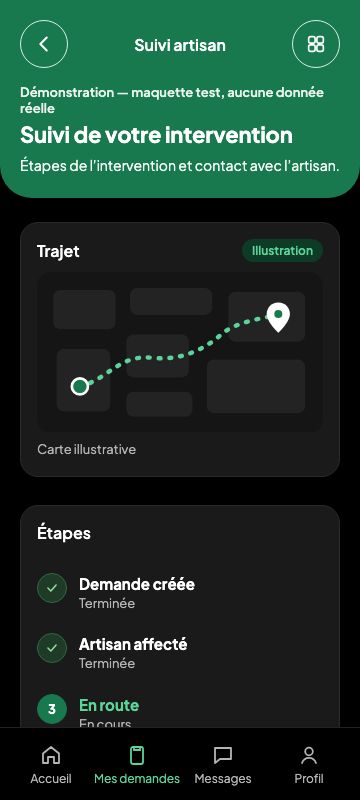 Suivi artisan
Démonstration — maquette test, aucune donnée
réelle
Suivi de votre intervention
Étapes de l’intervention et contact avec l’artisan.
Trajet
Illustration
Carte illustrative
Étapes
Demande créée
Terminée
Artisan affecté
Terminée
3
En route
En cours
Accueil
Mes demandes
Messages
Profil